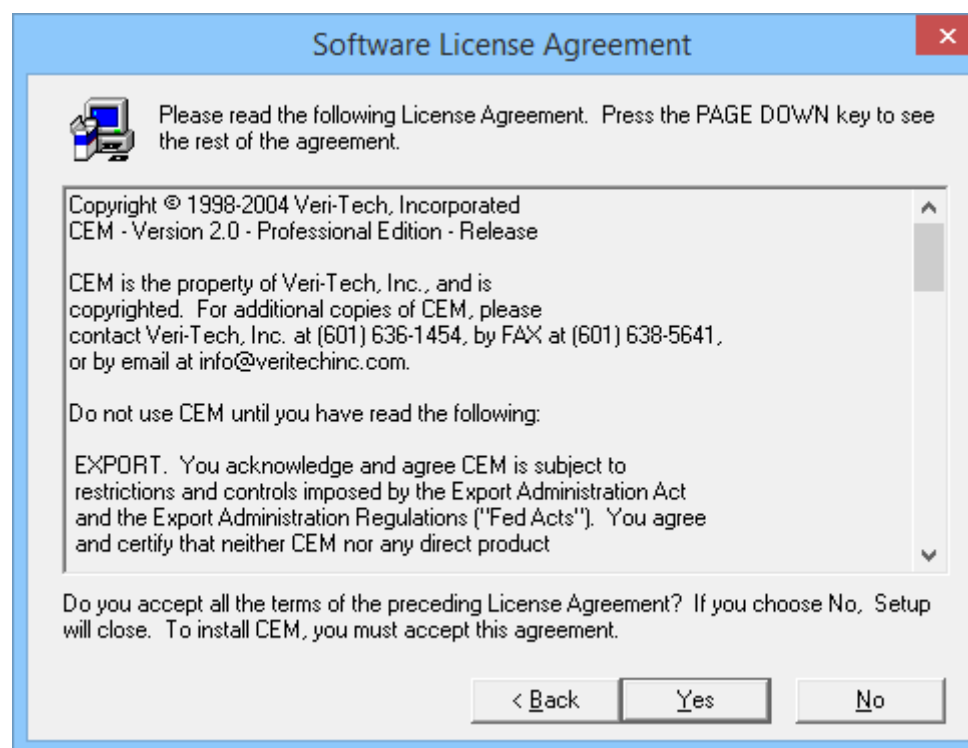 Software License Agreement
Please read the following License Agreement. Press the PAGE DOWN key to see
the rest of the agreement.
Copyright © 1998-2004 Veri-Tech, Incorporated
CEM - Version 2.0 - Professional Edition - Release
CEM is the property of Veri-Tech, Inc., and is
copyrighted. For additional copies of CEM, please
contact Veri-Tech, Inc. at (601) 636-1454, by FAX at (601) 638-5641,
or by email at info@veritechinc.com.
Do not use CEM until you have read the following:
EXPORT. You acknowledge and agree CEM is subject to
restrictions and controls imposed by the Export Administration Act
and the Export Administration Regulations ("Fed Acts"). You agree
and certify that neither CEM nor any direct product
Do you accept all the terms of the preceding License Agreement? If you choose No, Setup
will close. To install CEM, you must accept this agreement.
< Back Yes No